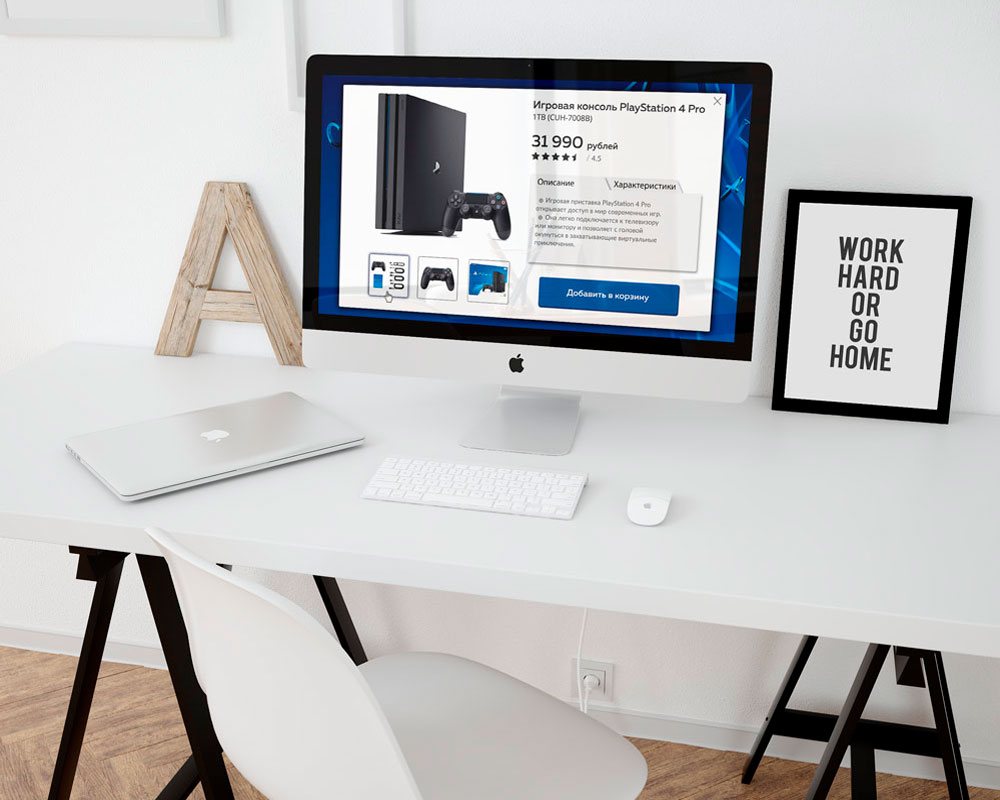 Игровая консоль PlayStation 4 Pro
1TB (CUH-7008B)
31 990 рублей
/ 4.5
Описание
Характеристики
Игровая приставка PlayStation 4 Pro
открывает доступ в мир современных игр.
Она легко подключается к телевизору
или монитору и позволяет с головой
окунуться в захватывающие виртуальные
приключения.
Добавить в корзину
A
WORK
HARD
OR
GO
HOME